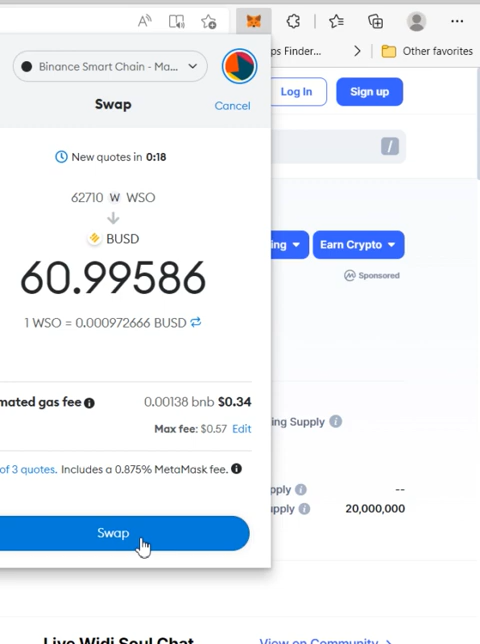 ps Finder...
Other favorites
Binance Smart Chain - Ma...
Swap
Cancel
Log In
Sign up
/
New quotes in 0:18
62710 W WSO
BUSD
60.99586
1 WSO = 0.000972666 BUSD
ing
Earn Crypto
Sponsored
mated gas fee
0.00138 bnb $0.34
Max fee: $0.57 Edit
ing Supply
of 3 quotes. Includes a 0.875% MetaMask fee.
pply
--
upply
20,000,000
Swap
Live Widi Soul Chat
View on Community